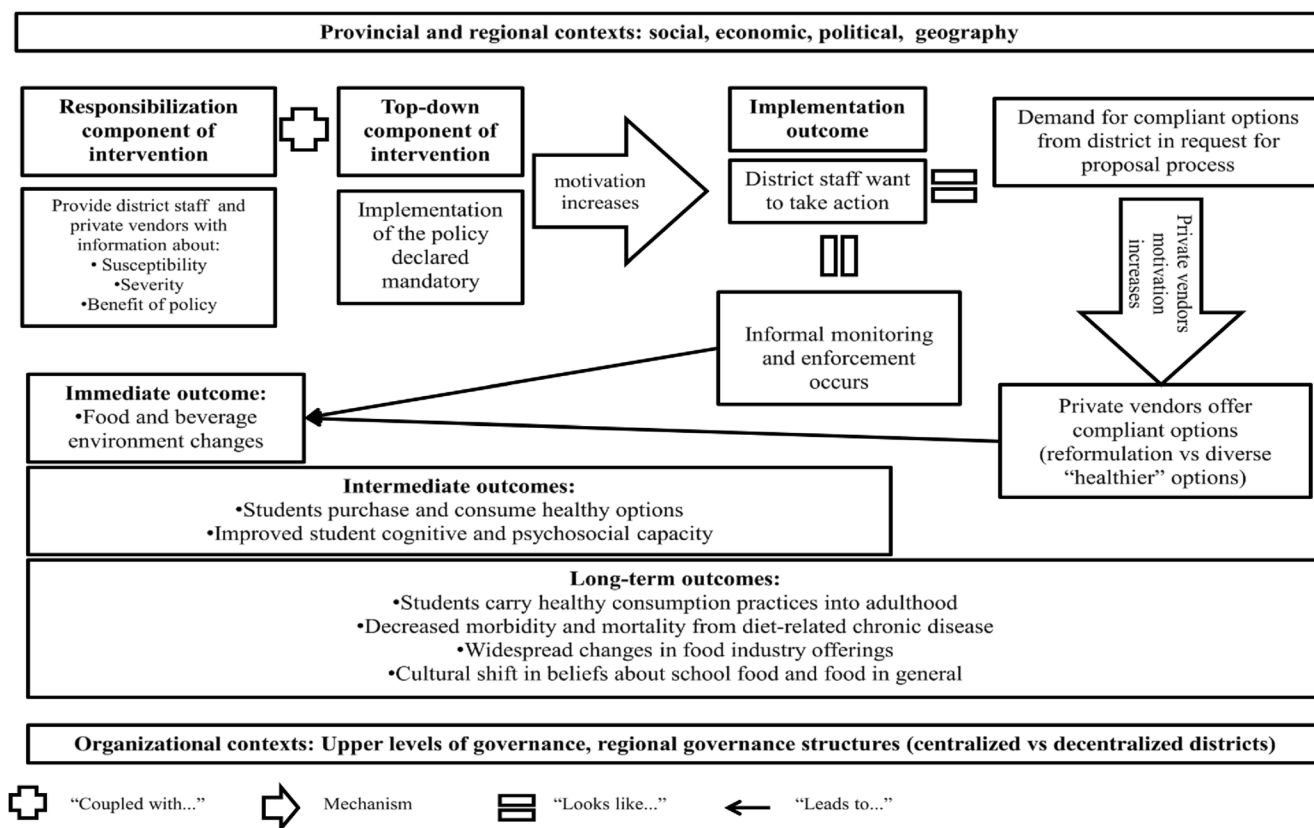 Provincial and regional contexts: social, economic, political, geography
Responsibilization
component of
intervention
Provide district staff and
private vendors with
information about:
• Susceptibility
•Severity
•Benefit of policy
Top-down
component of
intervention
Implementation
of the policy
declared
mandatory
motivation
increases
Implementation
outcome
District staff want
to take action
Informal monitoring
and enforcement
occurs
Demand for compliant options
from district in request for
proposal process
Private vendors
motivation
increases
Private vendors offer
compliant options
(reformulation vs diverse
“healthier” options)
Immediate outcome:
•Food and beverage
environment changes
Intermediate outcomes:
•Students purchase and consume healthy options
•Improved student cognitive and psychosocial capacity
Long-term outcomes:
•Students carry healthy consumption practices into adulthood
•Decreased morbidity and mortality from diet-related chronic disease
•Widespread changes in food industry offerings
•Cultural shift in beliefs about school food and food in general
Organizational contexts: Upper levels of governance, regional governance structures (centralized vs decentralized districts)
“Coupled with...”
Mechanism
“Looks like...”
“Leads to...”